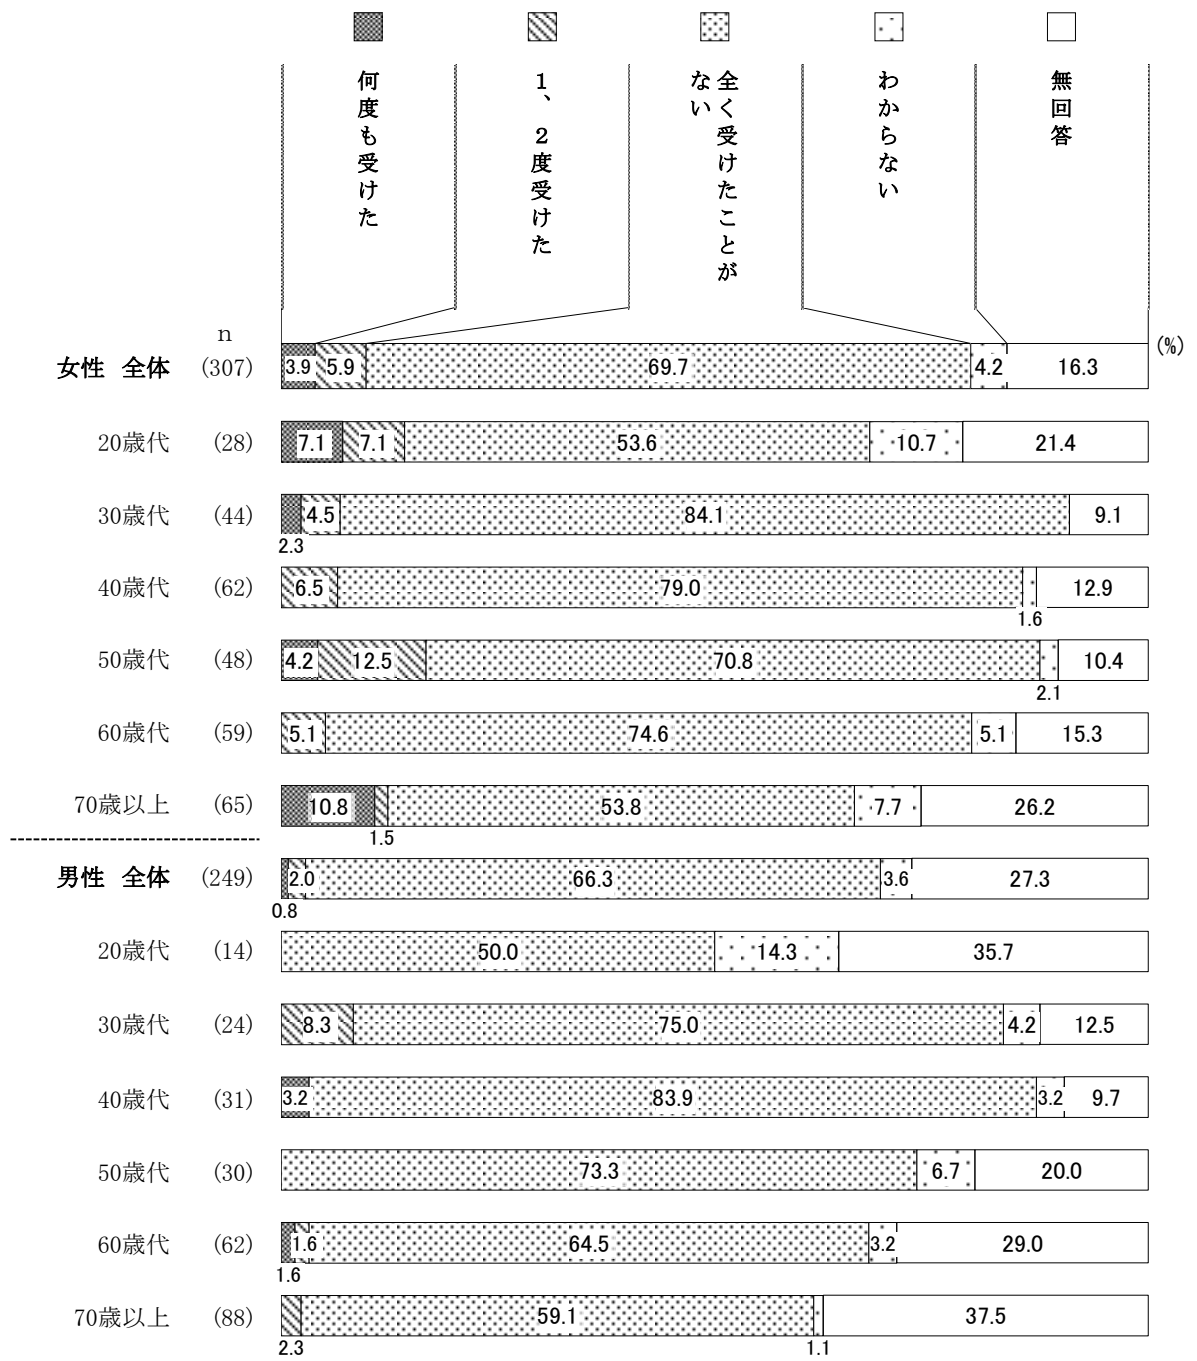 何度も受けた
1、2度受けた
全く受けたことが
ない
わからない
無回答
n
(%)
女性 全体 (307) 3.9 5.9 69.7 4.2 16.3
20歳代 (28) 7.1 7.1 53.6 10.7 21.4
30歳代 (44) 4.5 84.1 9.1
2.3
40歳代 (62) 6.5 79.0 12.9
1.6
50歳代 (48) 4.2 12.5 70.8 10.4
2.1
60歳代 (59) 5.1 74.6 5.1 15.3
70歳以上 (65) 10.8 53.8 7.7 26.2
1.5
男性 全体 (249) 2.0 66.3 3.6 27.3
0.8
20歳代 (14) 50.0 14.3 35.7
30歳代 (24) 8.3 75.0 4.2 12.5
40歳代 (31) 3.2 83.9 3.2 9.7
50歳代 (30) 73.3 6.7 20.0
60歳代 (62) 1.6 64.5 3.2 29.0
1.6
70歳以上 (88) 59.1 37.5
2.3 1.1